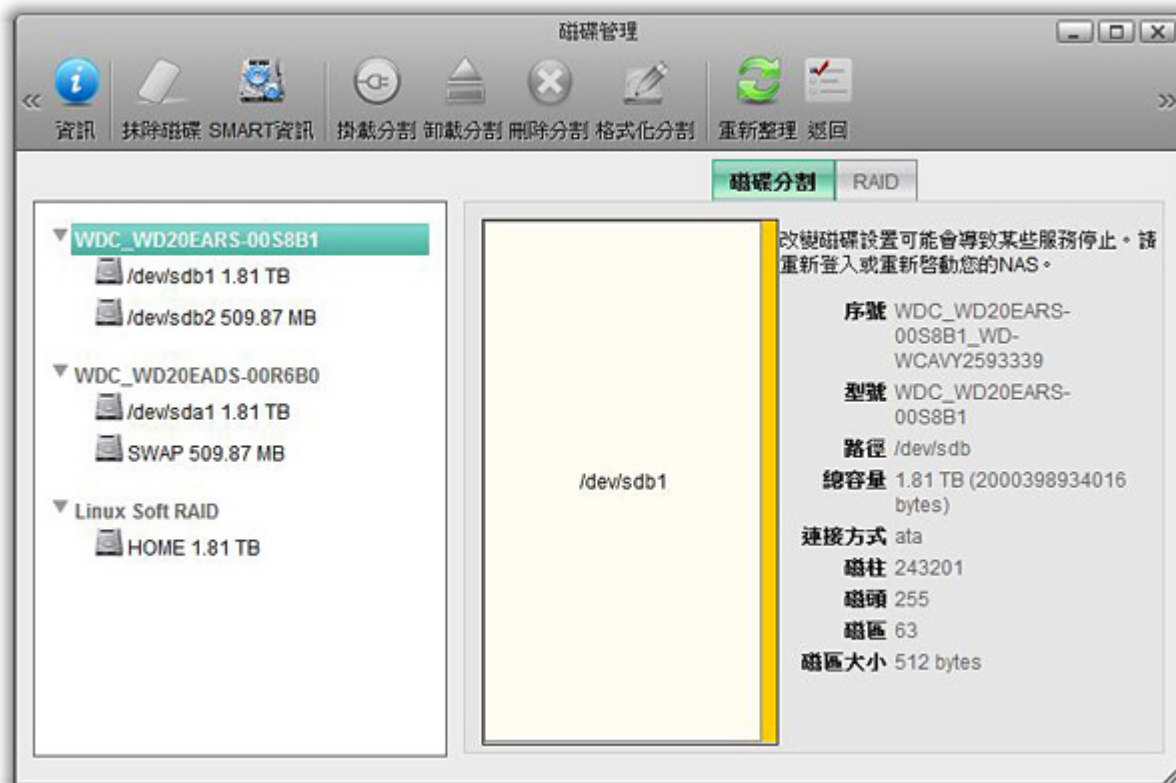 磁碟管理
«
資訊 抹除磁碟 SMART資訊 掛載分割 卸載分割 刪除分割 格式化分割 重新整理 返回
»
磁碟分割 RAID
WDC_WD20EARS-00S8B1
/dev/sdb1 1.81 TB
/dev/sdb2 509.87 MB
WDC_WD20EADS-00R6B0
/dev/sda1 1.81 TB
SWAP 509.87 MB
Linux Soft RAID
HOME 1.81 TB
/dev/sdb1
改變磁碟設置可能會導致某些服務停止。請
重新登入或重新啓動您的NAS。
序號 WDC_WD20EARS-
00S8B1_WD-
WCAVY2593339
型號 WDC_WD20EARS-
00S8B1
路徑 /dev/sdb
總容量 1.81 TB (2000398934016
bytes)
連接方式 ata
磁柱 243201
磁頭 255
磁區 63
磁區大小 512 bytes